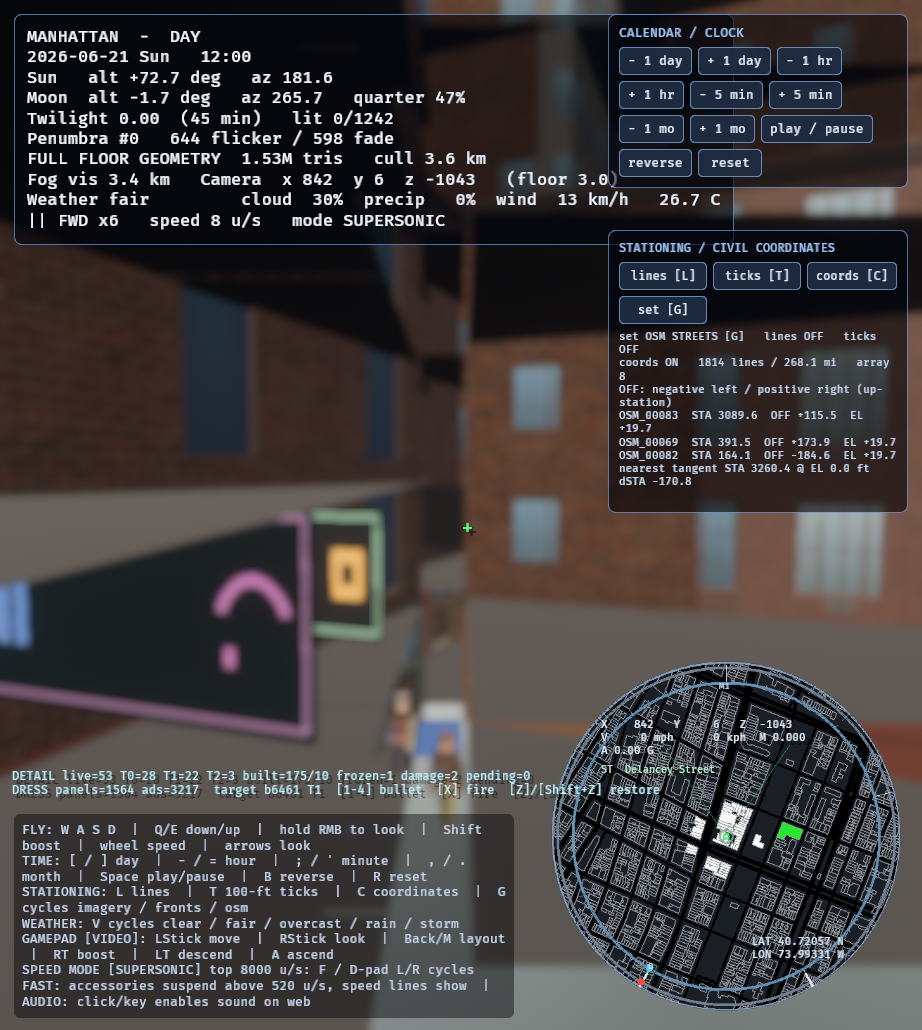 MANHATTAN - DAY
2026-06-21 Sun 12:00
Sun alt +72.7 deg az 181.6
Moon alt -1.7 deg az 265.7 quarter 47%
Twilight 0.00 (45 min) lit 0/1242
Penumbra #0 644 flicker / 598 fade
FULL FLOOR GEOMETRY 1.53M tris cull 3.6 km
Fog vis 3.4 km Camera x 842 y 6 z -1043 (floor 3.0)
Weather fair cloud 30% precip 0% wind 13 km/h 26.7 C
|| FWD x6 speed 8 u/s mode SUPERSONIC
CALENDAR / CLOCK
- 1 day + 1 day - 1 hr
+ 1 hr - 5 min + 5 min
- 1 mo + 1 mo play / pause
reverse reset
STATIONING / CIVIL COORDINATES
lines [L] ticks [T] coords [C]
set [G]
set OSM STREETS [G] lines OFF ticks
OFF
coords ON 1814 lines / 268.1 mi array
8
OFF: negative left / positive right (up-
station)
OSM_00083 STA 3089.6 OFF +115.5 EL
+19.7
OSM_00069 STA 391.5 OFF +173.9 EL +19.7
OSM_00082 STA 164.1 OFF -184.6 EL +19.7
nearest tangent STA 3260.4 @ EL 0.0 ft
dSTA -170.8
X 842 Y 6 Z -1043
V 0 mph 0 kph M 0.000
A 0.00 G
ST Delancey Street
LAT 40.72057 N
LON 73.99331 W
DETAIL live=53 T0=28 T1=22 T2=3 built=175/10 frozen=1 damage=2 pending=0
DRESS panels=1564 ads=3217 target b6461 T1 [1-4] bullet [X] fire [Z]/[Shift+Z] restore
FLY: W A S D | Q/E down/up | hold RMB to look | Shift
boost | wheel speed | arrows look
TIME: [ / ] day | - / = hour | ; / ' minute | , / .
month | Space play/pause | B reverse | R reset
STATIONING: L lines | T 100-ft ticks | C coordinates | G
cycles imagery / fronts / osm
WEATHER: V cycles clear / fair / overcast / rain / storm
GAMEPAD [VIDEO]: LStick move | RStick look | Back/M layout
| RT boost | LT descend | A ascend
SPEED MODE [SUPERSONIC] top 8000 u/s: F / D-pad L/R cycles
FAST: accessories suspend above 520 u/s, speed lines show |
AUDIO: click/key enables sound on web